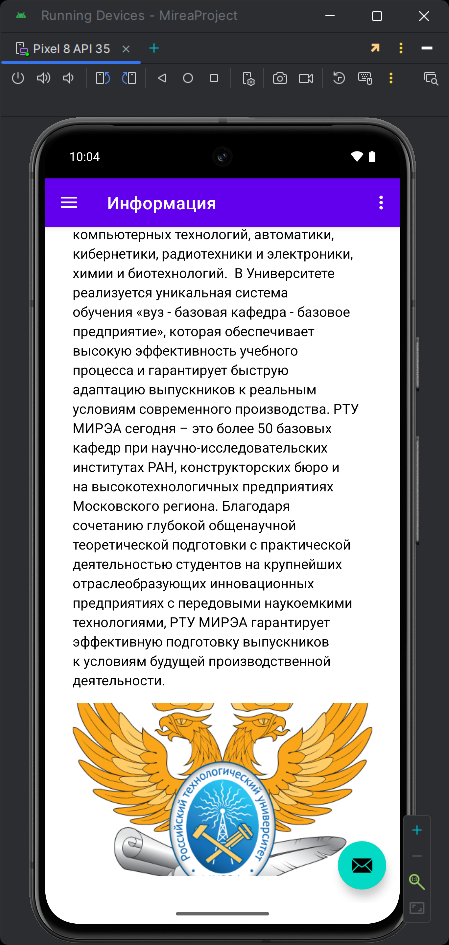 Running Devices - MireaProject
Pixel 8 API 35
10:04
Информация
компьютерных технологий, автоматики,
кибернетики, радиотехники и электроники,
химии и биотехнологий.  В Университете
реализуется уникальная система
обучения «вуз - базовая кафедра - базовое
предприятие», которая обеспечивает
высокую эффективность учебного
процесса и гарантирует быструю
адаптацию выпускников к реальным
условиям современного производства. РТУ
МИРЭА сегодня – это более 50 базовых
кафедр при научно-исследовательских
институтах РАН, конструкторских бюро и
на высокотехнологичных предприятиях
Московского региона. Благодаря
сочетанию глубокой общенаучной
теоретической подготовки с практической
деятельностью студентов на крупнейших
отраслеобразующих инновационных
предприятиях с передовыми наукоемкими
технологиями, РТУ МИРЭА гарантирует
эффективную подготовку выпускников
к условиям будущей производственной
деятельности.
Российский технологический университет